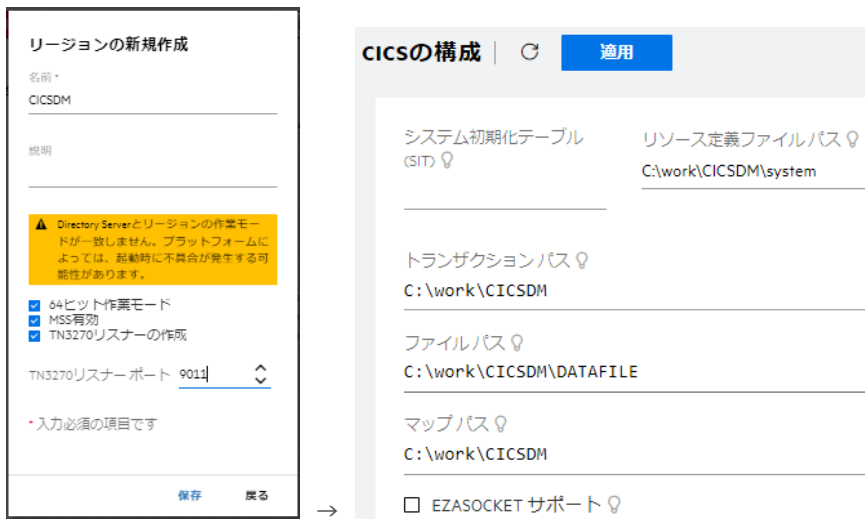 リージョンの新規作成
名前*
CICSDM
説明
Directory Serverとリージョンの作業モー
ドが一致しません。プラットフォームに
よっては、起動時に不具合が発生する可
能性があります。
64ビット作業モード
MSS有効
TN3270リスナーの作成
TN3270リスナー ポート 9011
*入力必須の項目です
保存 戻る
→
CICSの構成 適用
システム初期化テーブル
(SIT)
リソース定義ファイル パス
C:\work\CICSDM\system
トランザクション パス
C:\work\CICSDM
ファイル パス
C:\work\CICSDM\DATAFILE
マップ パス
C:\work\CICSDM
EZASOCKET サポート